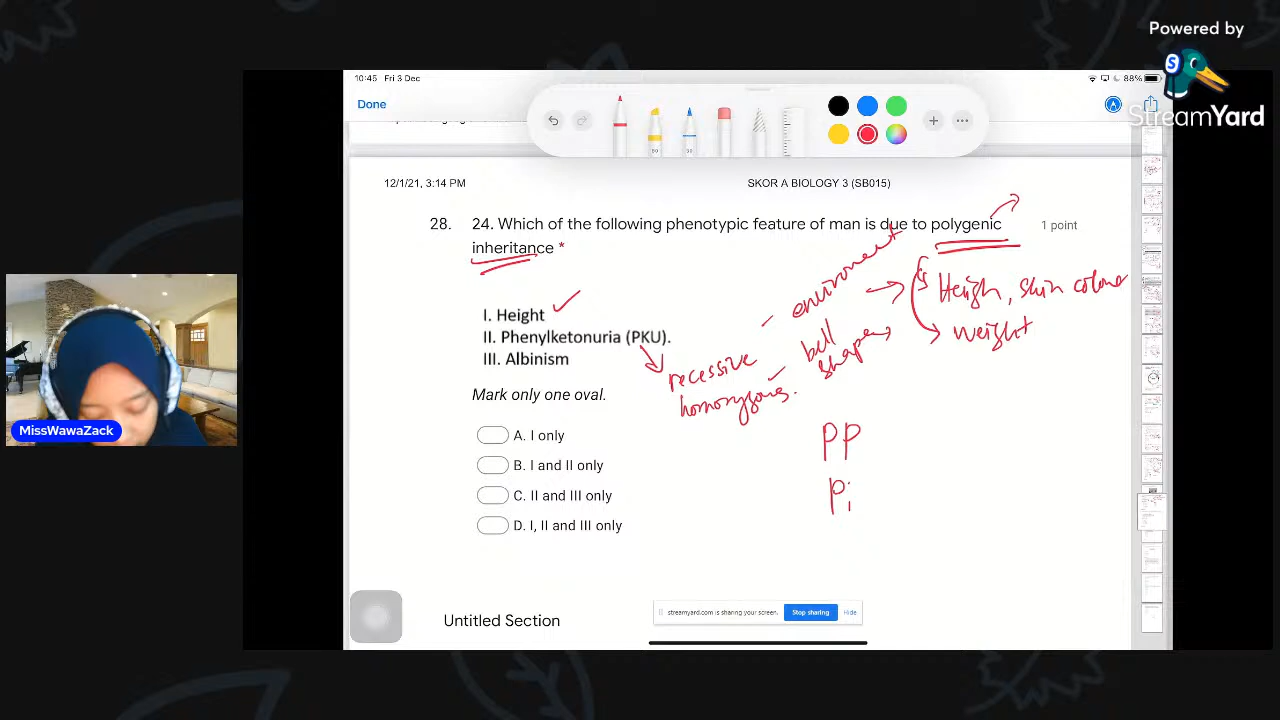 Powered by
StreamYard
10:45 Fri 3 Dec
88%
Done
12/1/21, 3:14 PM
SKOR A BIOLOGY 3 (SB015)
28.
24. Which of the following phenotypic feature of man is due to polygenic
inheritance *
1 point
I. Height
II. Phenylketonuria (PKU).
III. Albinism
environment
Heigh, skin colour
weight
bell
shape
recessive
homozygous.
Mark only one oval.
PP
P
A. I only
B. I and II only
C. II and III only
D. I, II and III only
MissWawaZack
streamyard.com is sharing your screen.
Stop sharing
Hide
Untitled Section